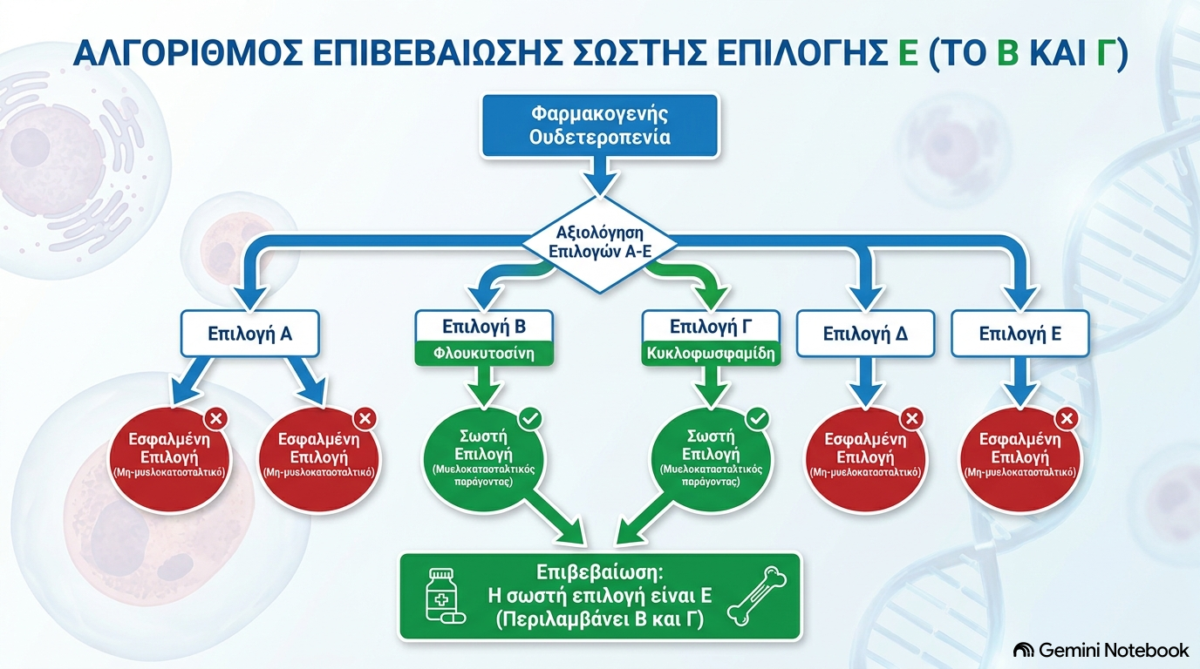 ΑΛΓΟΡΙΘΜΟΣ ΕΠΙΒΕΒΑΙΩΣΗΣ ΣΩΣΤΗΣ ΕΠΙΛΟΓΗΣ Ε (ΤΟ Β ΚΑΙ Γ)
Φαρμακογενής
Ουδετεροπενία
Αξιολόγηση
Επιλογών Α-Ε
Επιλογή Α
Επιλογή Β
Φλουκυτοσίνη
Επιλογή Γ
Κυκλοφωσφαμίδη
Επιλογή Δ
Επιλογή Ε
Εσφαλμένη
Επιλογή
(Μη-μυελοκατασταλτικό)
Εσφαλμένη
Επιλογή
(Μη-μυελοκατασταλτικό)
Σωστή
Επιλογή
(Μυελοκατασταλτικός
παράγοντας)
Σωστή
Επιλογή
(Μυελοκατασταλτικός
παράγοντας)
Εσφαλμένη
Επιλογή
(Μη-μυελοκατασταλτικό)
Εσφαλμένη
Επιλογή
(Μη-μυελοκατασταλτικό)
Επιβεβαίωση:
Η σωστή επιλογή είναι Ε
(Περιλαμβάνει Β και Γ)
Gemini Notebook